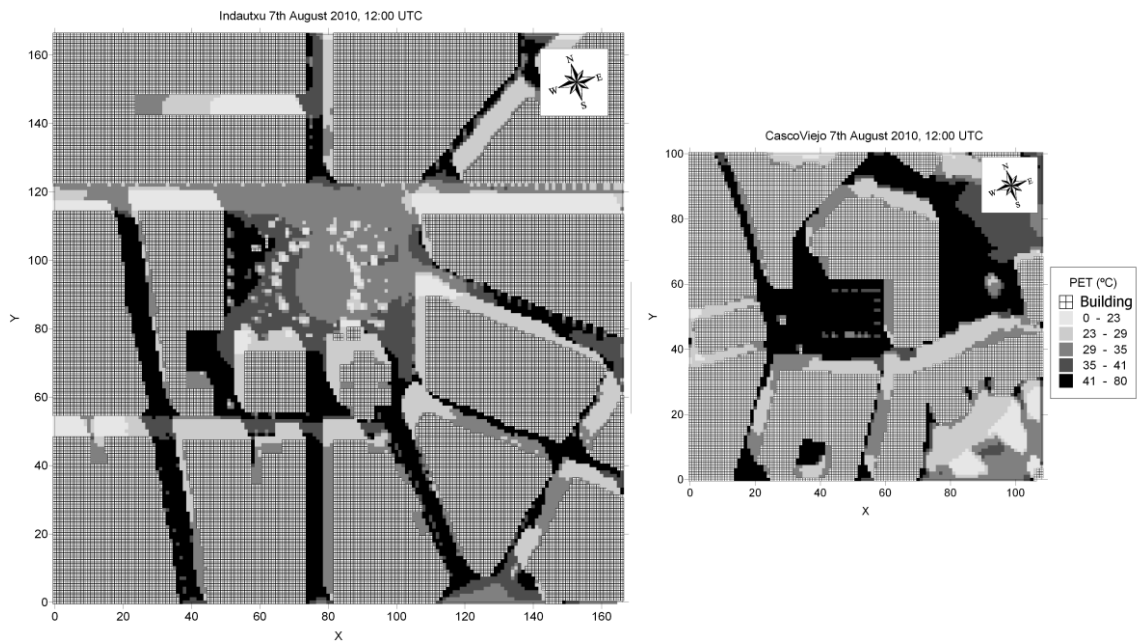 Indautxu 7th August 2010, 12:00 UTC
160
140
120
100
80
60
40
20
0
Y
0 20 40 60 80 100 120 140 160
X
N
E
S
W
CascoViejo 7th August 2010, 12:00 UTC
100
80
60
40
20
0
Y
0 20 40 60 80 100
X
N
E
S
W
PET (ºC)
Building
0 - 23
23 - 29
29 - 35
35 - 41
41 - 80